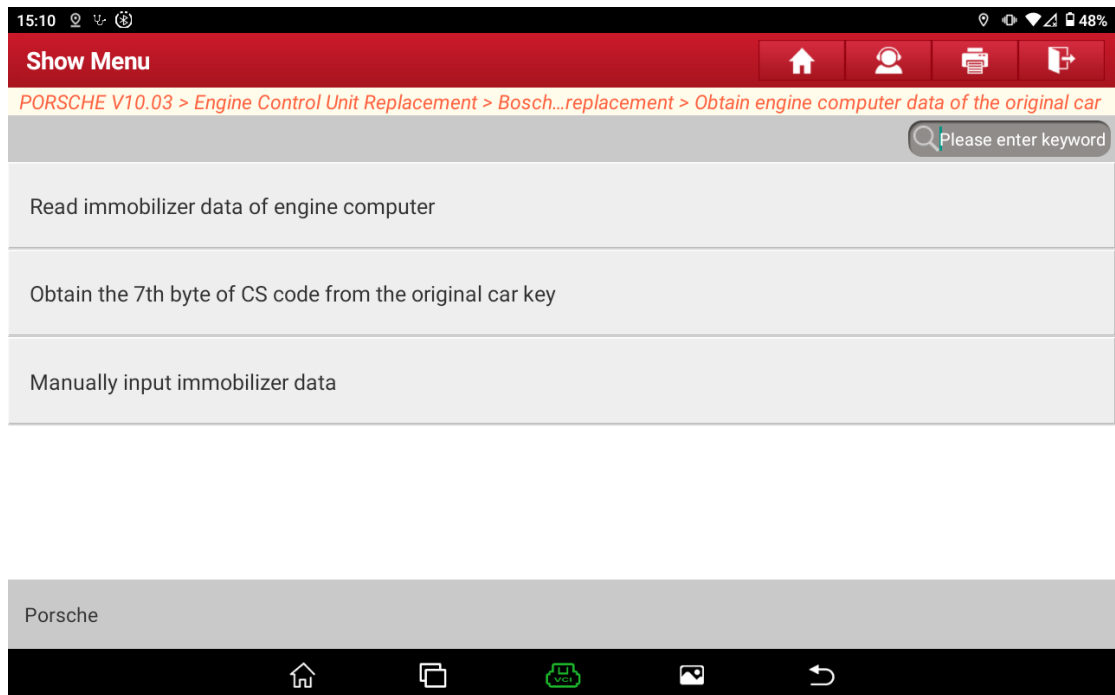 15:10 48%
Show Menu
PORSCHE V10.03 > Engine Control Unit Replacement > Bosch...replacement > Obtain engine computer data of the original car
Please enter keyword
Read immobilizer data of engine computer
Obtain the 7th byte of CS code from the original car key
Manually input immobilizer data
Porsche
VCI